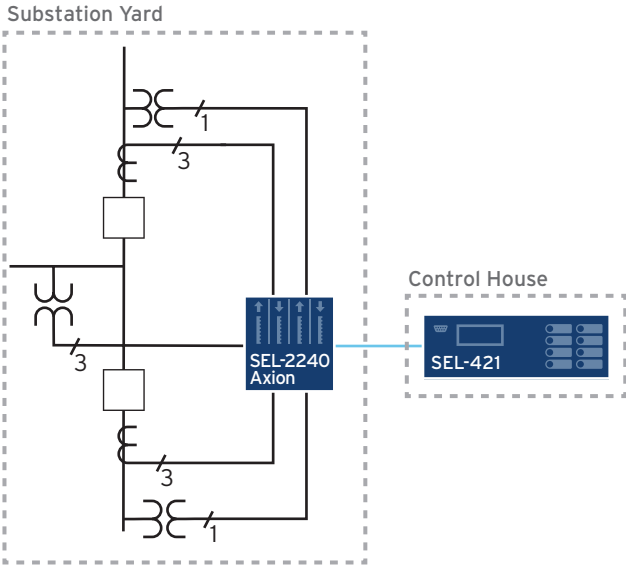 Substation Yard
1
3
Control House
3
SEL-2240
Axion
SEL-421
3
1